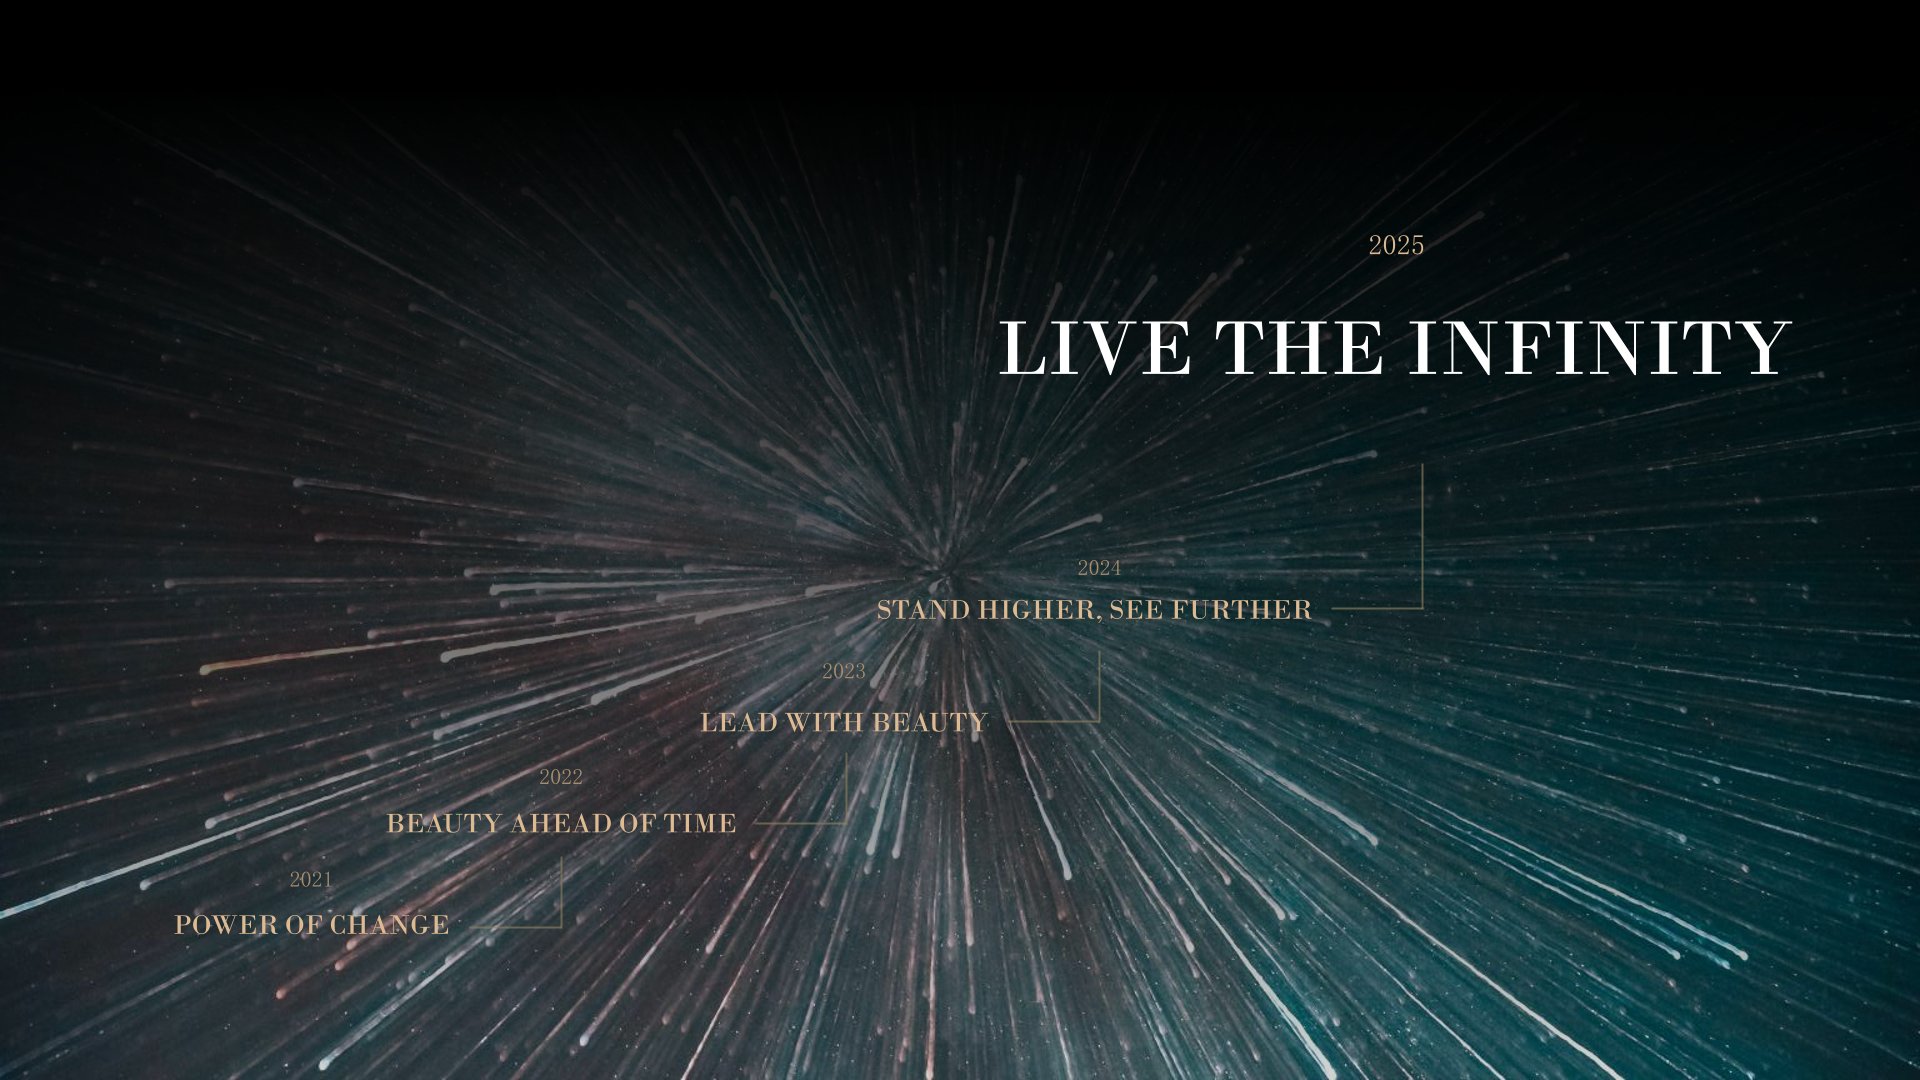 2025
LIVE THE INFINITY
2024
STAND HIGHER, SEE FURTHER
2023
LEAD WITH BEAUTY
2022
BEAUTY AHEAD OF TIME
2021
POWER OF CHANGE